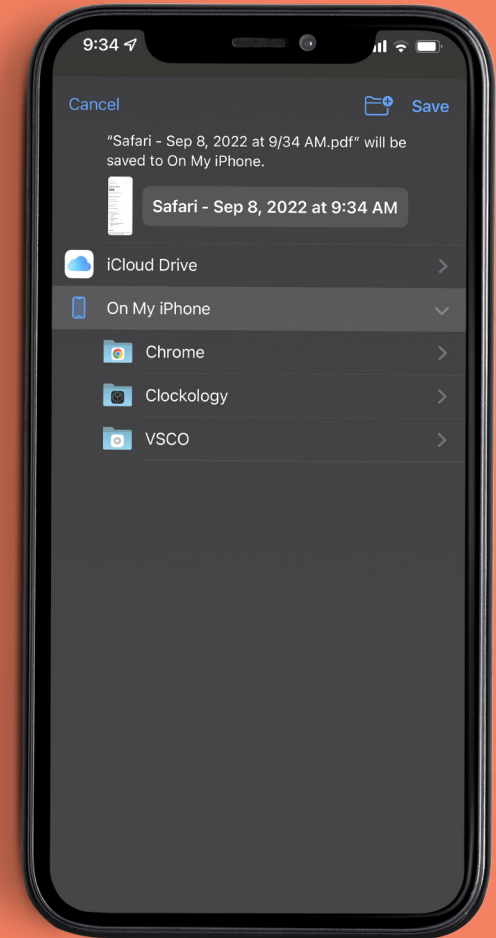 9:34
Cancel
Save
“Safari - Sep 8, 2022 at 9/34 AM.pdf” will be
saved to On My iPhone.
Safari - Sep 8, 2022 at 9:34 AM
iCloud Drive
On My iPhone
Chrome
Clockology
VSCO